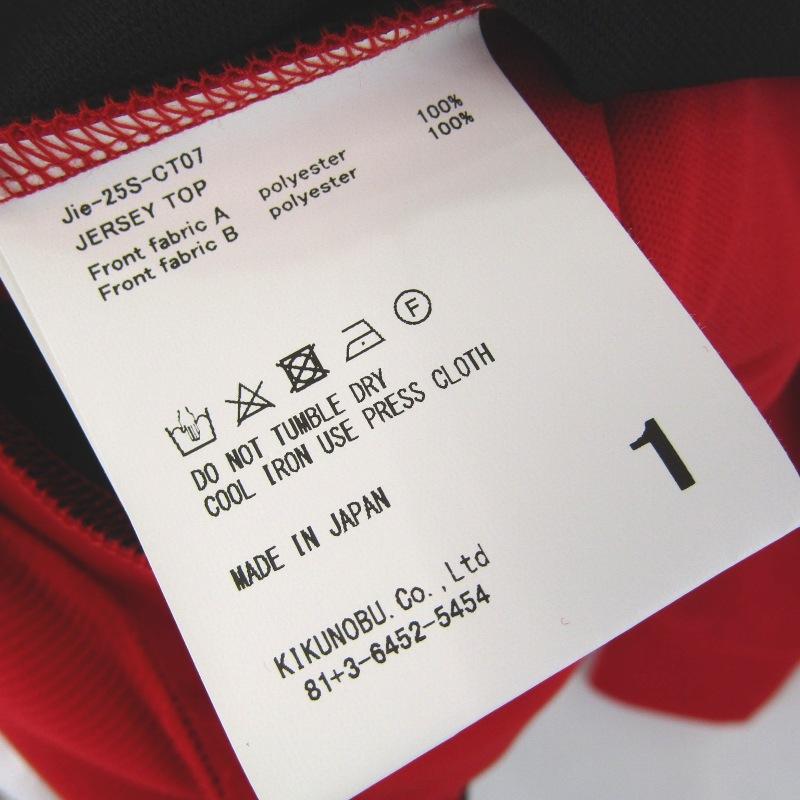 Jie-25S-CT07
JERSEY TOP
Front fabric A polyester 100%
Front fabric B polyester 100%
F
DO NOT TUMBLE DRY
COOL IRON USE PRESS CLOTH
MADE IN JAPAN
1
KIKUNOBU.Co.,Ltd
81+3-6452-5454